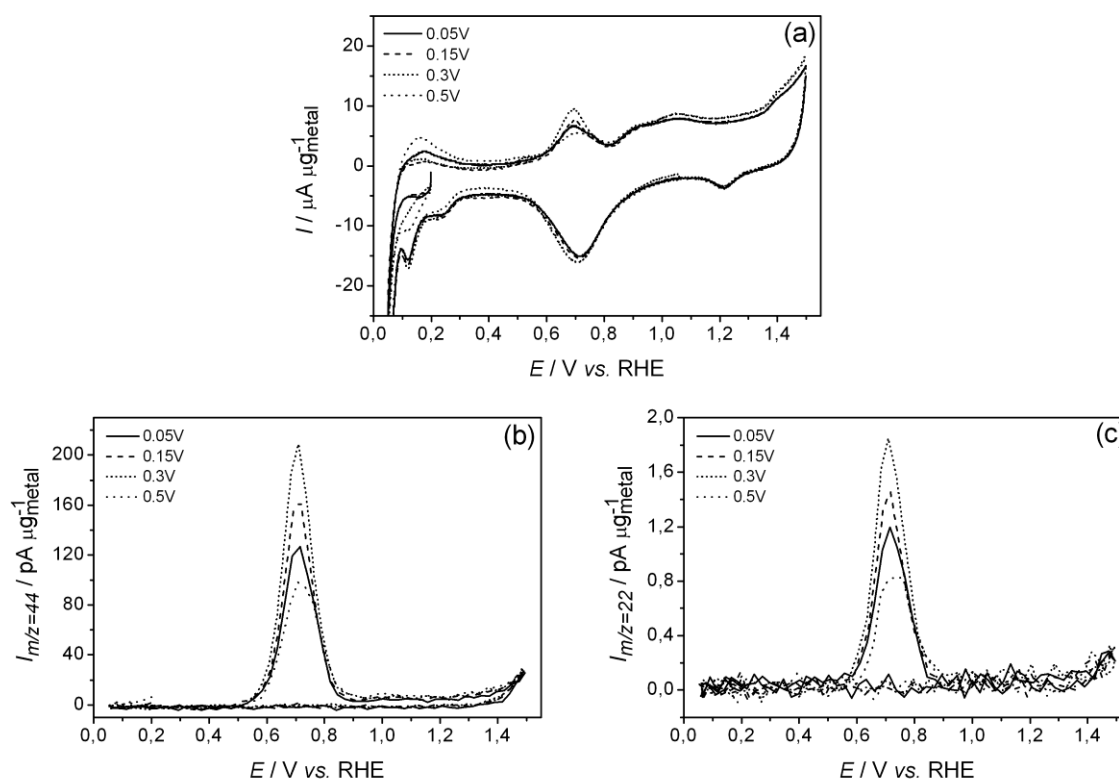 (a)
0.05V
0.15V
0.3V
0.5V
20
10
0
-10
-20
I / µA µg⁻¹metal
0,0 0,2 0,4 0,6 0,8 1,0 1,2 1,4
E / V vs. RHE
(b)
0.05V
0.15V
0.3V
0.5V
200
160
120
80
40
0
I m/z=44 / pA µg⁻¹metal
0,0 0,2 0,4 0,6 0,8 1,0 1,2 1,4
E / V vs. RHE
(c)
0.05V
0.15V
0.3V
0.5V
2,0
1,6
1,2
0,8
0,4
0,0
I m/z=22 / pA µg⁻¹metal
0,0 0,2 0,4 0,6 0,8 1,0 1,2 1,4
E / V vs. RHE